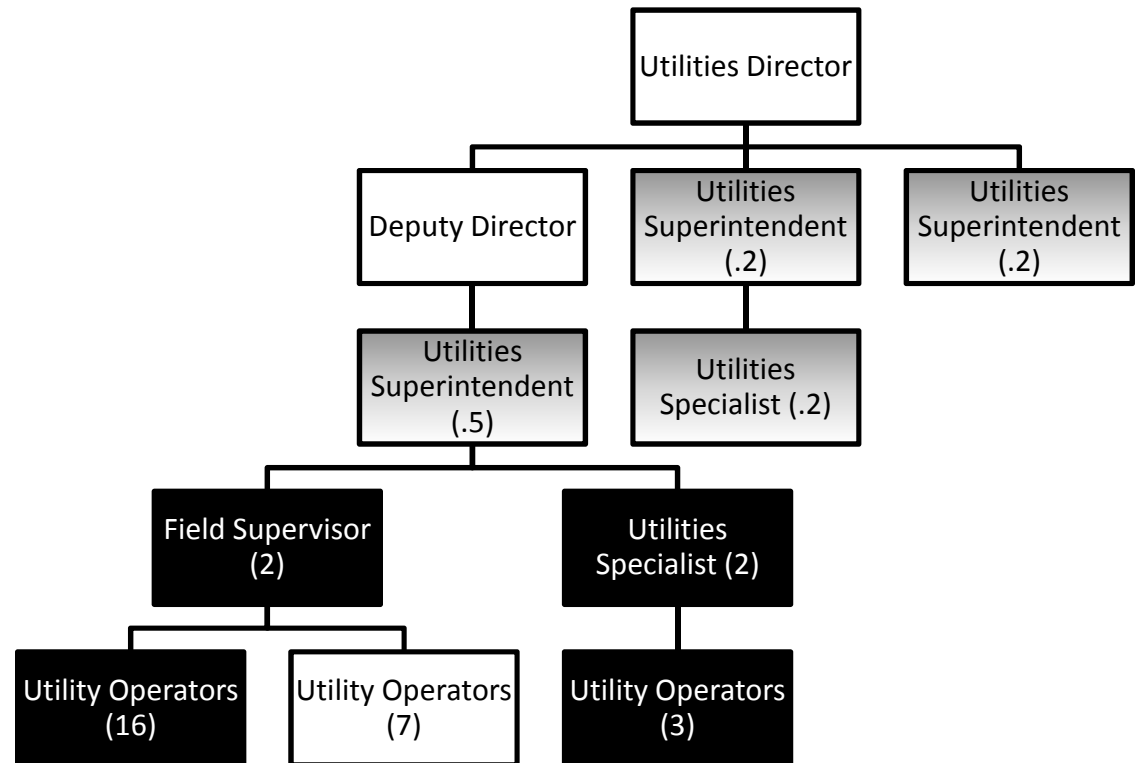 Utilities Director
Deputy Director
Utilities
Superintendent
(.2)
Utilities
Superintendent
(.2)
Utilities
Superintendent
(.5)
Utilities
Specialist (.2)
Field Supervisor
(2)
Utilities
Specialist (2)
Utility Operators
(16)
Utility Operators
(7)
Utility Operators
(3)